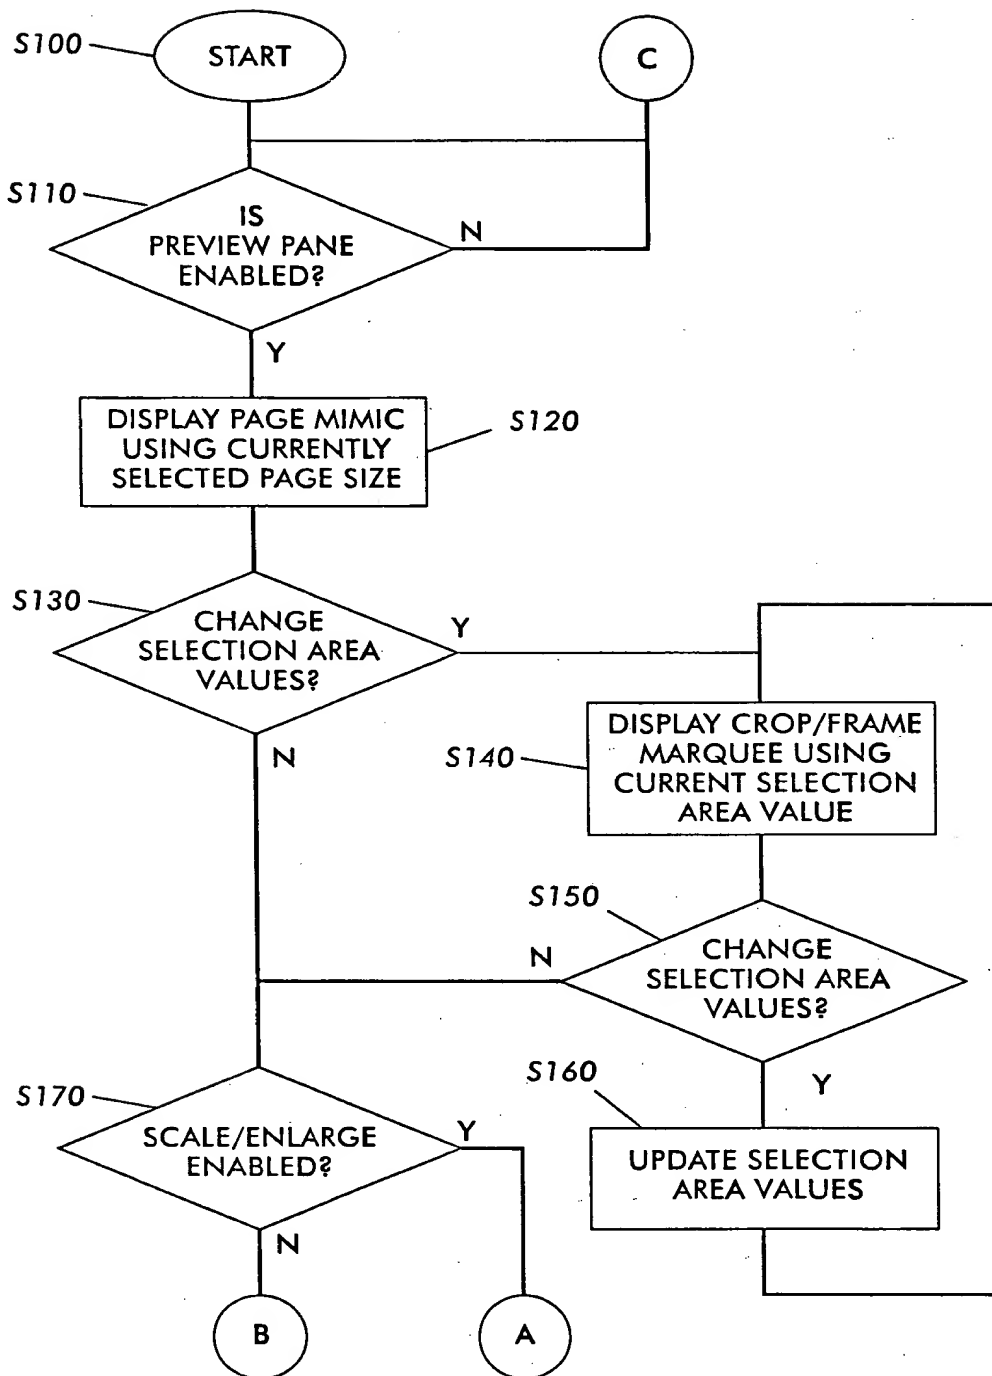 S100
START
C
S110
IS
PREVIEW PANE
ENABLED?
N
Y
DISPLAY PAGE MIMIC
USING CURRENTLY
SELECTED PAGE SIZE
S120
S130
CHANGE
SELECTION AREA
VALUES?
Y
N
S140
DISPLAY CROP/FRAME
MARQUEE USING
CURRENT SELECTION
AREA VALUE
S150
CHANGE
SELECTION AREA
VALUES?
N
Y
S160
UPDATE SELECTION
AREA VALUES
S170
SCALE/ENLARGE
ENABLED?
Y
N
B
A